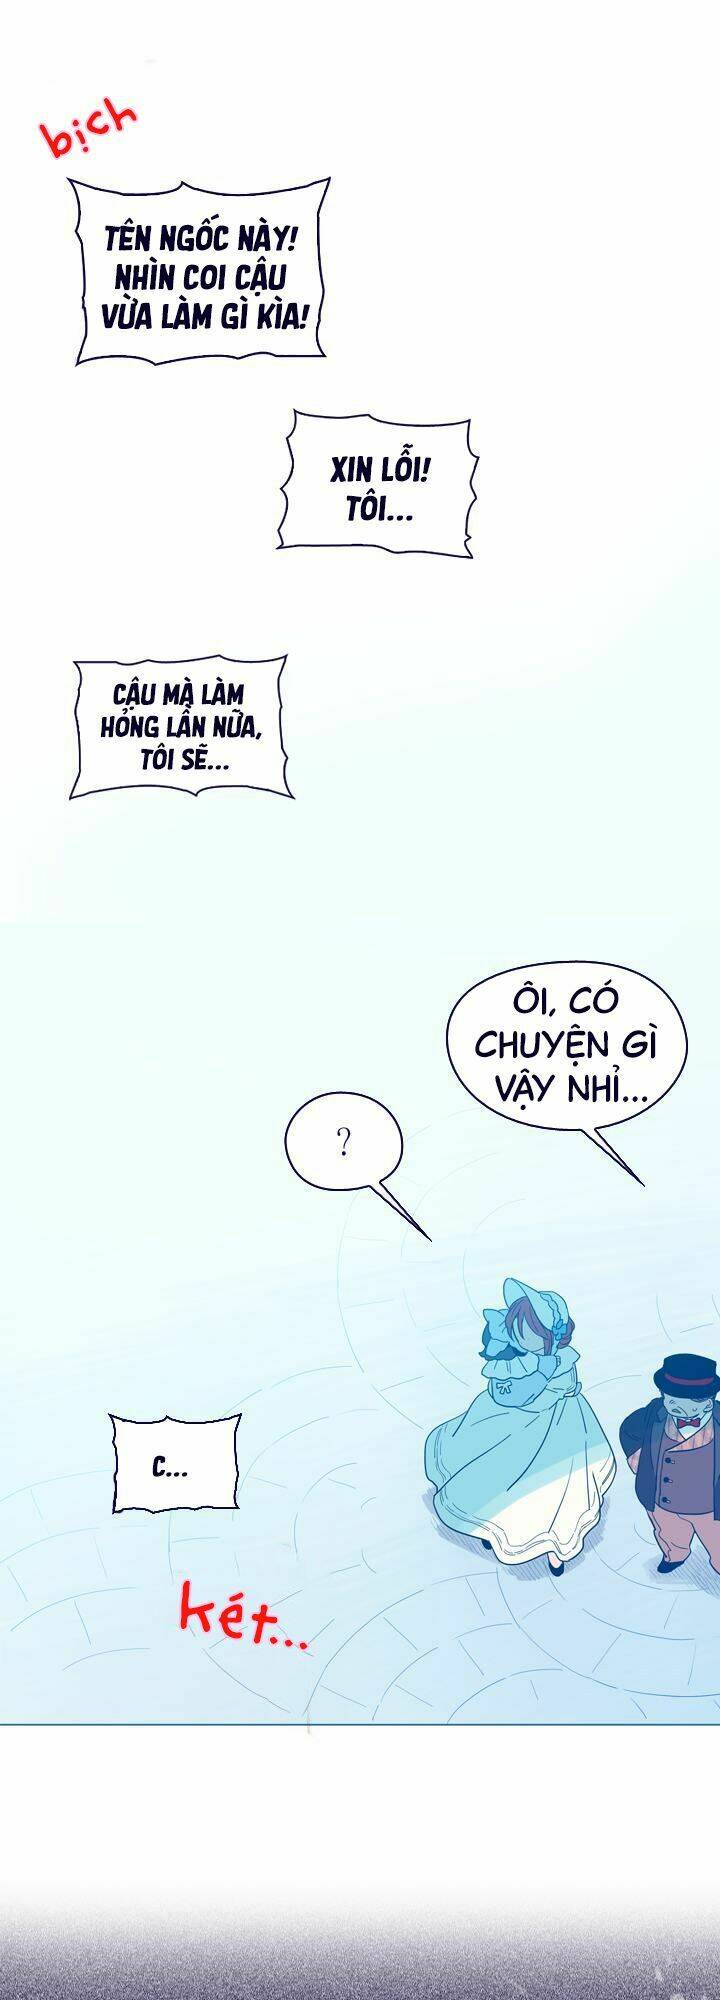 bịch
TÊN NGỐC NÀY!
NHÌN COI CẬU
VỪA LÀM GÌ KÌA!
XIN LỖI!
TÔI...
CẬU MÀ LÀM
HỎNG LẦN NỮA,
TÔI SẼ...
ÔI, CÓ
CHUYỆN GÌ
VẬY NHỈ...
?
C...
két...